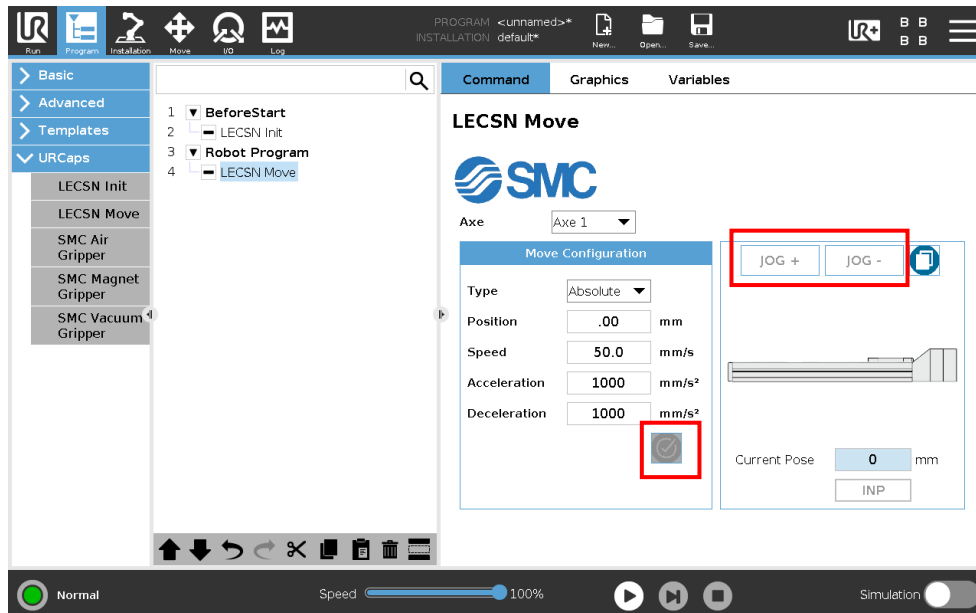 PROGRAM <unnamed>*
INSTALLATION default*
Run Program Installation Move I/O Log New... Open... Save...
UR UR+ B B
B B
Basic
Advanced
Templates
URCaps
LECSN Init
LECSN Move
SMC Air
Gripper
SMC Magnet
Gripper
SMC Vacuum
Gripper
1 BeforeStart
2 LECSN Init
3 Robot Program
4 LECSN Move
Command Graphics Variables
LECSN Move
SMC
Axe Axe 1
Move Configuration
Type Absolute
Position .00 mm
Speed 50.0 mm/s
Acceleration 1000 mm/s²
Deceleration 1000 mm/s²
JOG + JOG -
Current Pose 0 mm
INP
Normal Speed 100% Simulation